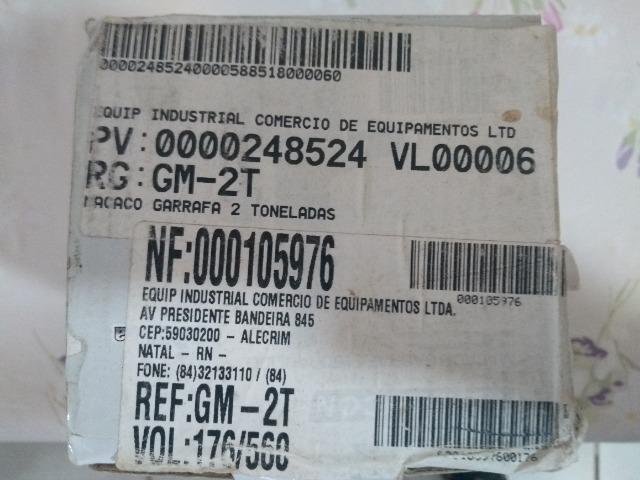 0000248524000058851800060
EQUIP INDUSTRIAL COMERCIO DE EQUIPAMENTOS LTD
PV:0000248524 VL00006
RG:GM-2T
MACACO GARRAFA 2 TONELADAS
NF:000105976
000105976
EQUIP INDUSTRIAL COMERCIO DE EQUIPAMENTOS LTDA.
AV PRESIDENTE BANDEIRA 845
CEP:59030200 - ALECRIM
NATAL - RN -
FONE: (84)32133110 / (84)
REF:GM-2T
VOL:176/560
00010597600176